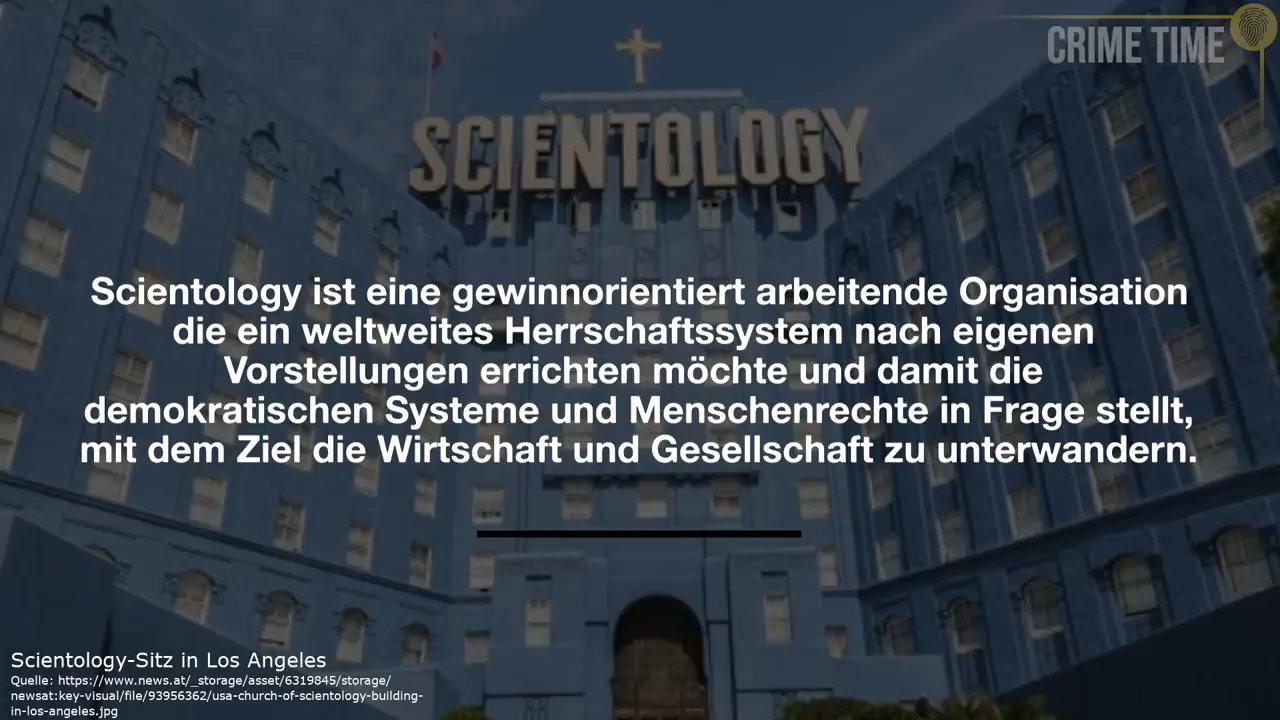 CRIME TIME
SCIENTOLOGY
Scientology ist eine gewinnorientiert arbeitende Organisation
die ein weltweites Herrschaftssystem nach eigenen
Vorstellungen errichten möchte und damit die
demokratischen Systeme und Menschenrechte in Frage stellt,
mit dem Ziel die Wirtschaft und Gesellschaft zu unterwandern.
Scientology-Sitz in Los Angeles
Quelle: https://www.news.at/_storage/asset/6319845/storage/
newsat:key-visual/file/93956362/usa-church-of-scientology-building-
in-los-angeles.jpg